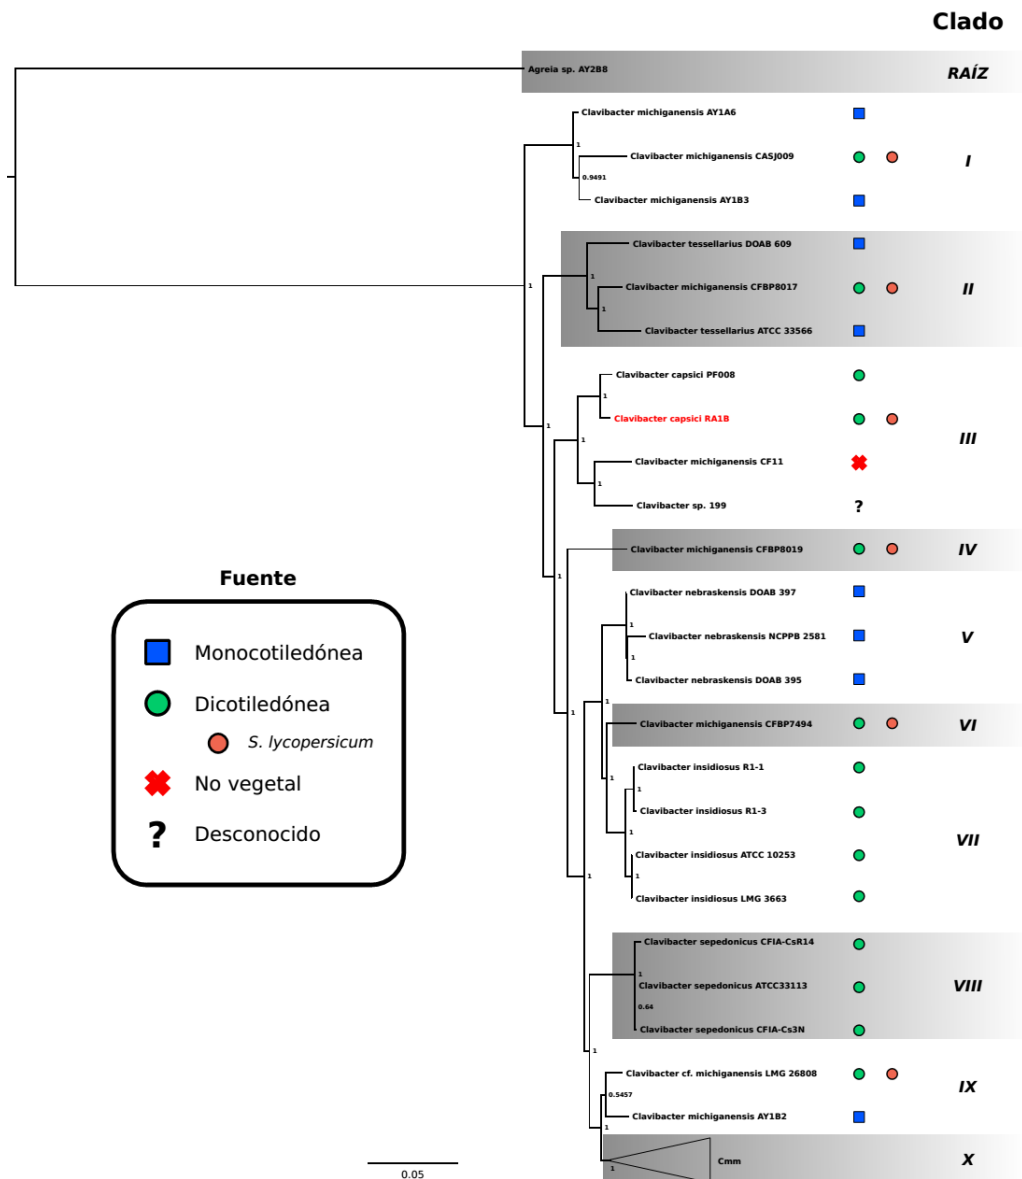 Clado
Agreia sp. AY2B8
RAÍZ
Clavibacter michiganensis AY1A6
1
Clavibacter michiganensis CASJ009
I
0.9491
Clavibacter michiganensis AY1B3
Clavibacter tessellarius DOAB 609
1
1
Clavibacter michiganensis CFBP8017
II
1
Clavibacter tessellarius ATCC 33566
Clavibacter capsici PF008
1
Clavibacter capsici RA1B
1
1
III
Clavibacter michiganensis CF11
1
Clavibacter sp. 199
?
Clavibacter michiganensis CFBP8019
IV
1
Clavibacter nebraskensis DOAB 397
1
Clavibacter nebraskensis NCPPB 2581
V
1
Clavibacter nebraskensis DOAB 395
1
1
Clavibacter michiganensis CFBP7494
VI
Clavibacter insidiosus R1-1
1
1
Clavibacter insidiosus R1-3
1
VII
Clavibacter insidiosus ATCC 10253
1
1
Clavibacter insidiosus LMG 3663
Clavibacter sepedonicus CFIA-CsR14
1
Clavibacter sepedonicus ATCC33113
VIII
0.64
Clavibacter sepedonicus CFIA-Cs3N
1
Clavibacter cf. michiganensis LMG 26808
IX
0.5457
Clavibacter michiganensis AY1B2
1
Cmm
X
1
Fuente
Monocotiledónea
Dicotiledónea
S. lycopersicum
No vegetal
? Desconocido
0.05